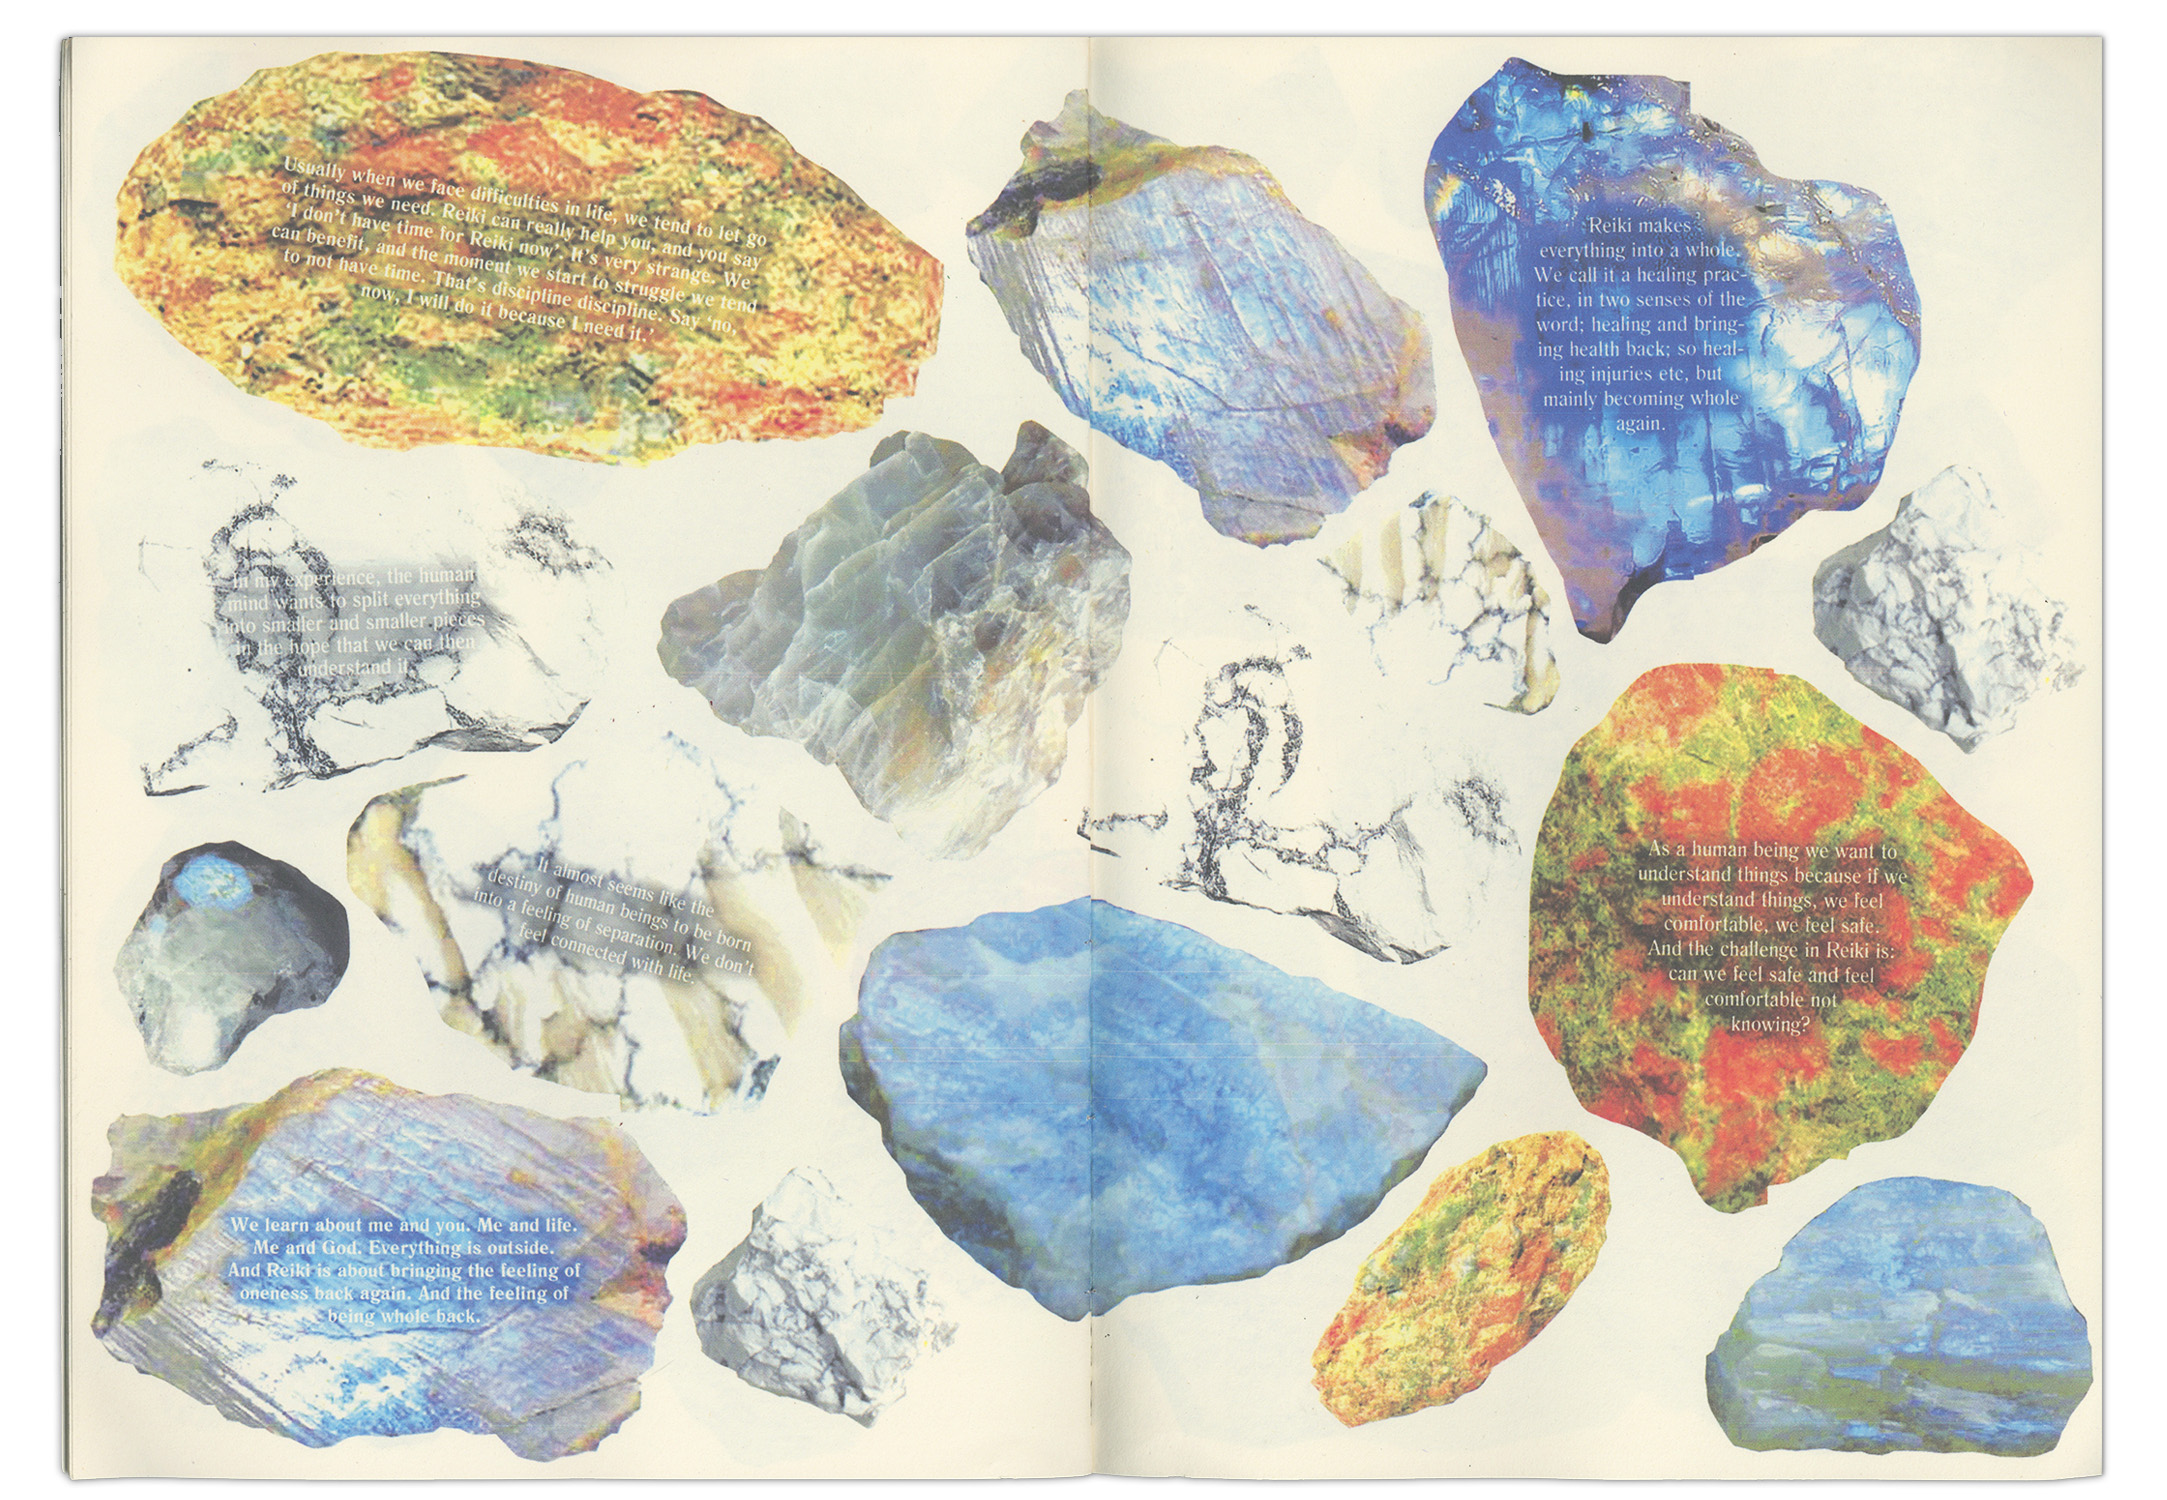 Usually when we face difficulties in life, we tend to let go
of things we need. Reiki can really help you, and you say
‘I don’t have time for Reiki now’. It’s very strange. We
can benefit, and the moment we start to struggle we tend
to not have time. That’s discipline discipline. Say ‘no,
now, I will do it because I need it.’
In my experience, the human
mind wants to split everything
into smaller and smaller pieces
in the hope that we can then
understand it.
It almost seems like the
destiny of human beings to be born
into a feeling of separation. We don’t
feel connected with life.
We learn about me and you. Me and life.
Me and God. Everything is outside.
And Reiki is about bringing the feeling of
oneness back again. And the feeling of
being whole back.
Reiki makes
everything into a whole.
We call it a healing prac-
tice, in two senses of the
word; healing and bring-
ing health back; so heal-
ing injuries etc, but
mainly becoming whole
again.
As a human being we want to
understand things because if we
understand things, we feel
comfortable, we feel safe.
And the challenge in Reiki is:
can we feel safe and feel
comfortable not
knowing?